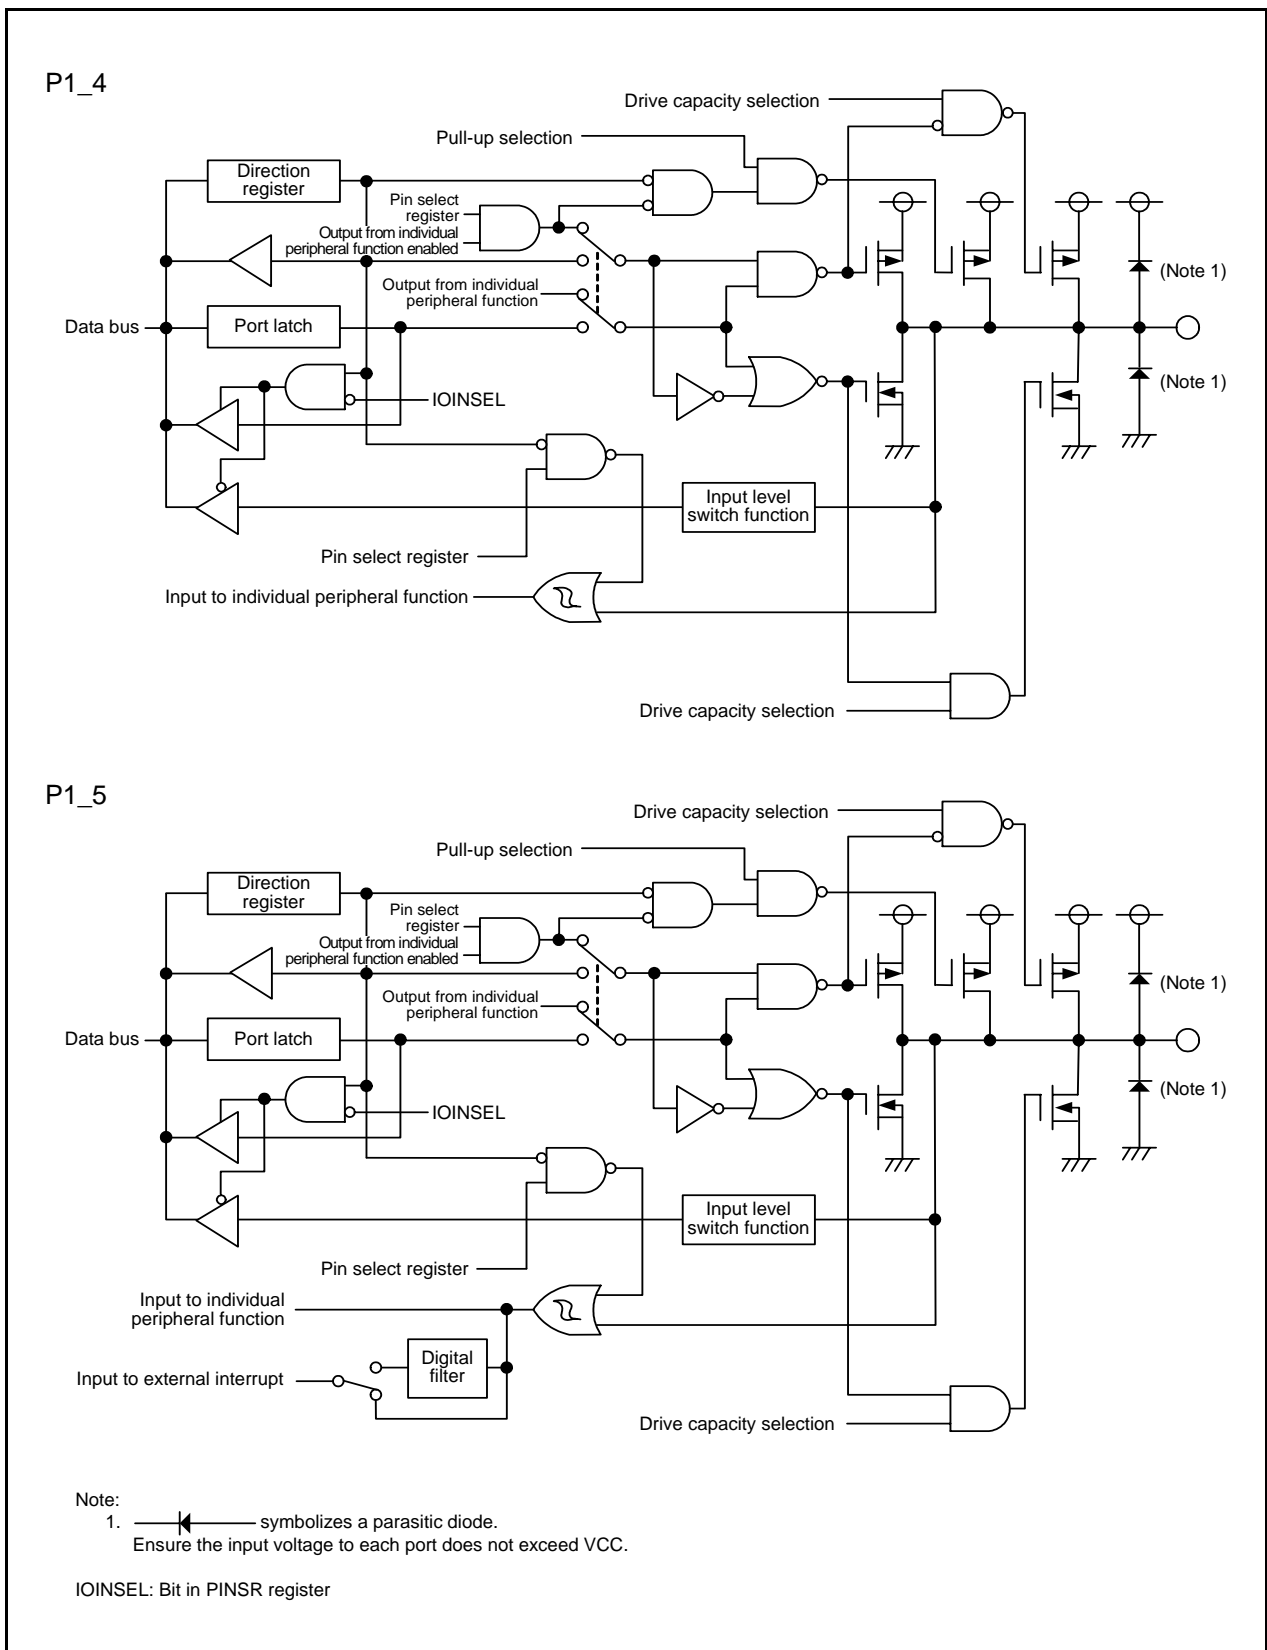 P1_4
Drive capacity selection
Pull-up selection
Direction
register
Pin select
register
Output from individual
peripheral function enabled
(Note 1)
Output from individual
peripheral function
Data bus
Port latch
(Note 1)
IOINSEL
Input level
switch function
Pin select register
Input to individual peripheral function
Drive capacity selection
P1_5
Drive capacity selection
Pull-up selection
Direction
register
Pin select
register
Output from individual
peripheral function enabled
(Note 1)
Output from individual
peripheral function
Data bus
Port latch
(Note 1)
IOINSEL
Input level
switch function
Pin select register
Input to individual
peripheral function
Digital
filter
Input to external interrupt
Drive capacity selection
Note:
1. symbolizes a parasitic diode.
Ensure the input voltage to each port does not exceed VCC.
IOINSEL: Bit in PINSR register